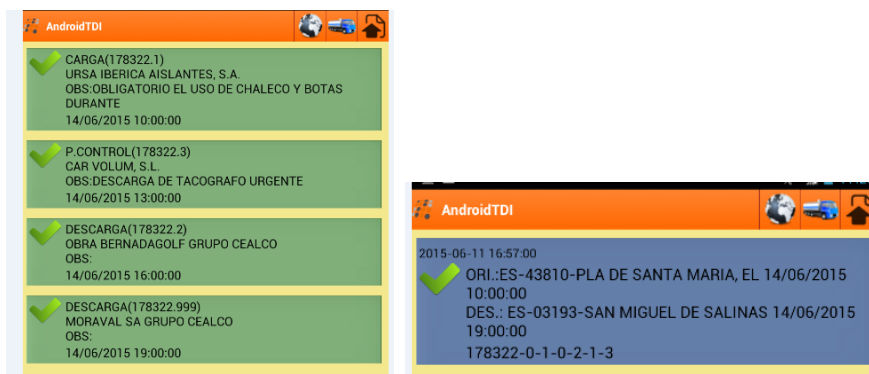 AndroidTDI
CARGA(178322.1)
URSA IBERICA AISLANTES, S.A.
OBS:OBLIGATORIO EL USO DE CHALECO Y BOTAS
DURANTE
14/06/2015 10:00:00
P.CONTROL(178322.3)
CAR VOLUM, S.L.
OBS:DESCARGA DE TACOGRAFO URGENTE
14/06/2015 13:00:00
DESCARGA(178322.2)
OBRA BERNADAGOLF GRUPO CEALCO
OBS:
14/06/2015 16:00:00
DESCARGA(178322.999)
MORAVAL SA GRUPO CEALCO
OBS:
14/06/2015 19:00:00
AndroidTDI
2015-06-11 16:57:00
ORI.:ES-43810-PLA DE SANTA MARIA, EL 14/06/2015
10:00:00
DES.: ES-03193-SAN MIGUEL DE SALINAS 14/06/2015
19:00:00
178322-0-1-0-2-1-3